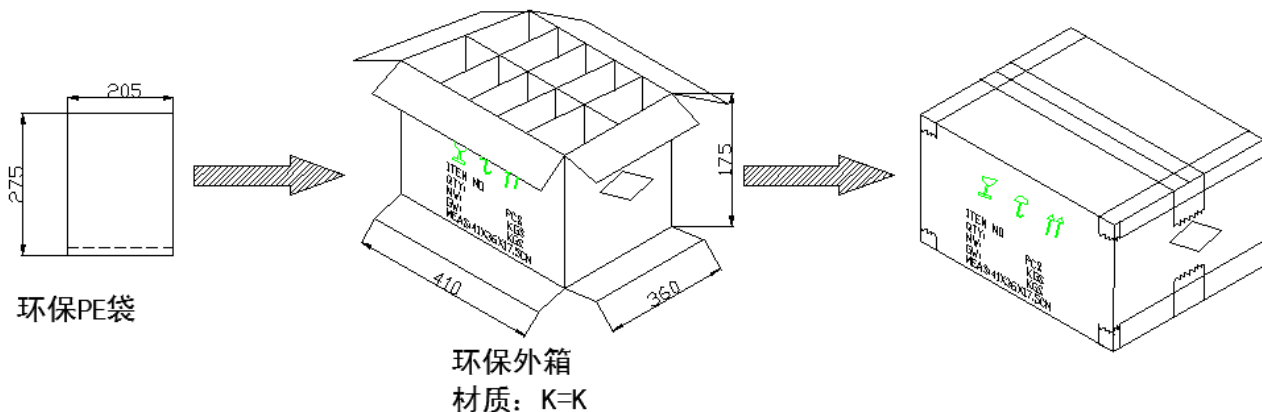 205
275
环保PE袋
ITEM NO
QTY:
NW:
GW:
PCS
KGS
KGS
MEAS:41X36X17.5CM
175
410
360
环保外箱
材质：K=K
ITEM NO
QTY:
NW:
GW:
PCS
KGS
KGS
MEAS:41X36X17.5CM